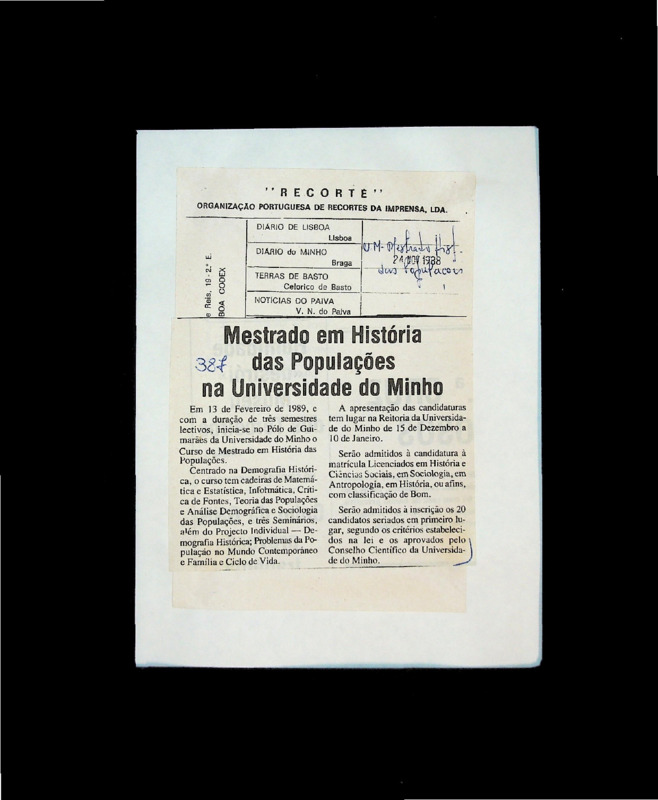 "RECORTE"
ORGANIZAÇÃO PORTUGUESA DE RECORTES DA IMPRENSA, LDA.
e Reis, 19 - 2.º E.
BOA CODEX
DIÁRIO DE LISBOA
Lisboa
DIÁRIO do MINHO
Braga
TERRAS DE BASTO
Celorico de Basto
NOTICIAS DO PAIVA
V. N. do Paiva
U.M- Mestrado Hist.
24 NOV 1988
das Populações
387
Mestrado em História
das Populações
na Universidade do Minho
Em 13 de Fevereiro de 1989, e
com a duração de três semestres
lectivos, inicia-se no Pólo de Gui-
marães da Universidade do Minho o
Curso de Mestrado em História das
Populações.
Centrado na Demografia Históri-
ca, o curso tem cadeiras de Matemá-
tica e Estatística, Informática, Críti-
ca de Fontes, Teoria das Populações
e Análise Demográfica e Sociologia
das Populações, e três Seminários,
além do Projecto Individual — De-
mografia Histórica; Problemas da Po-
pulação no Mundo Contemporâneo
e Família e Ciclo de Vida.
A apresentação das candidaturas
tem lugar na Reitoria da Universida-
de do Minho de 15 de Dezembro a
10 de Janeiro.
Serão admitidos à candidatura à
matrícula Licenciados em História e
Ciências Sociais, em Sociologia, em
Antropologia, em História, ou afins,
com classificação de Bom.
Serão admitidos à inscrição os 20
candidatos seriados em primeiro lu-
gar, segundo os critérios estabeleci-
dos na lei e os aprovados pelo
Conselho Científico da Universida-
de do Minho.